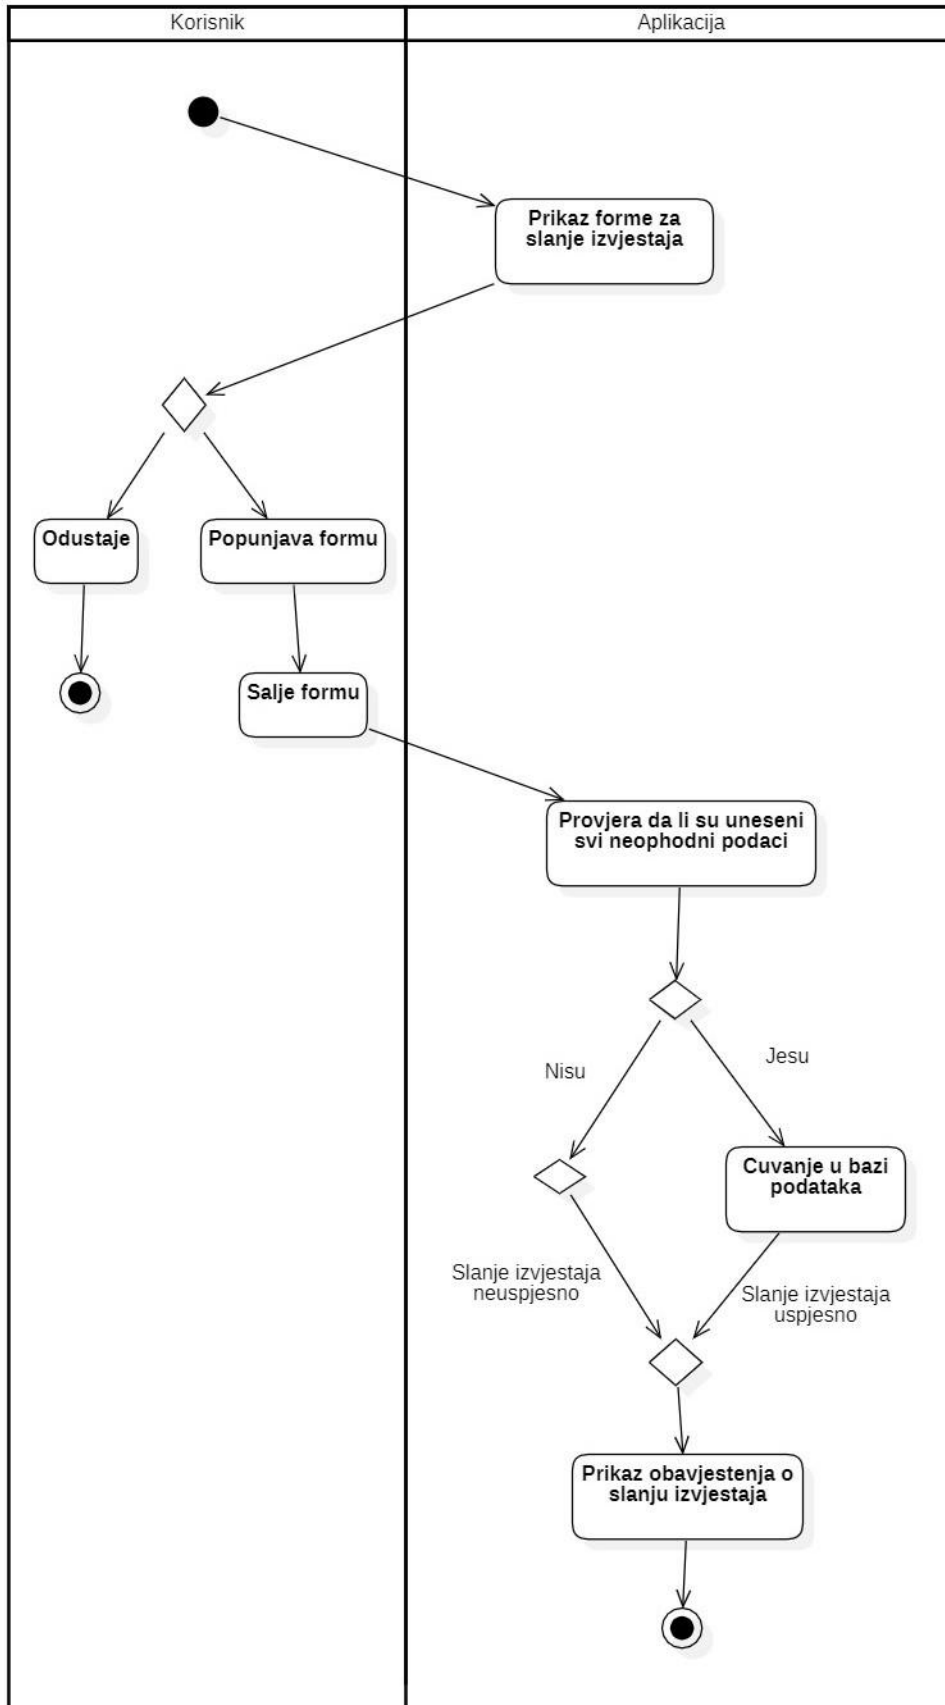 Korisnik
Aplikacija
Prikaz forme za
slanje izvjestaja
Odustaje
Popunjava formu
Salje formu
Provjera da li su uneseni
svi neophodni podaci
Nisu
Jesu
Cuvanje u bazi
podataka
Slanje izvjestaja
neuspjesno
Slanje izvjestaja
uspjesno
Prikaz obavjestenja o
slanju izvjestaja